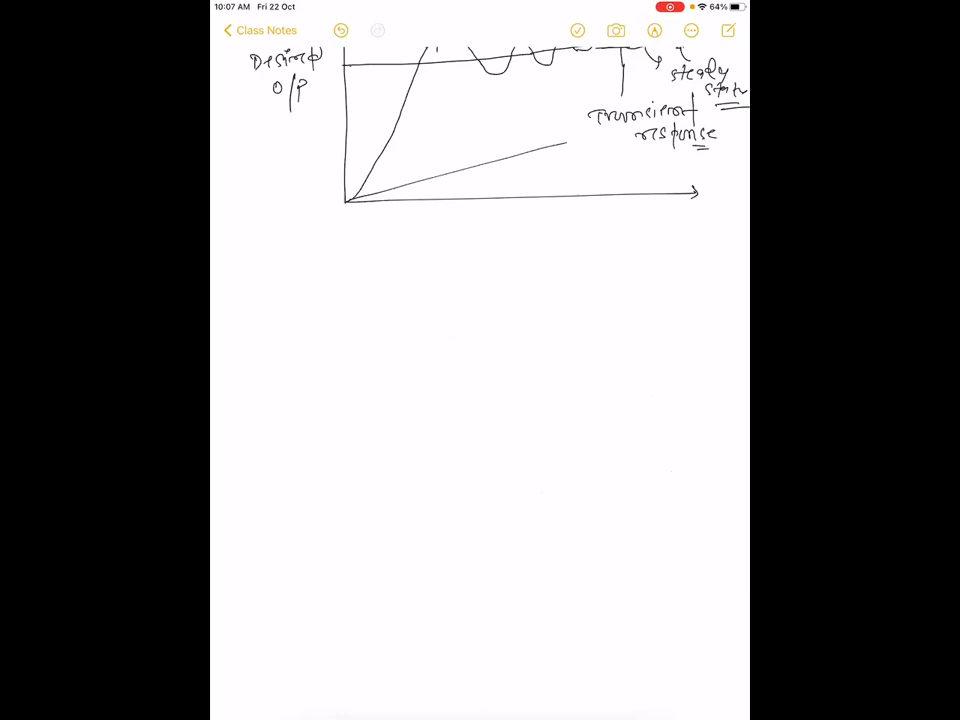 10:07 AM Fri 22 Oct
64%
Class Notes
Desired
O/P
steady
state
Transient
response